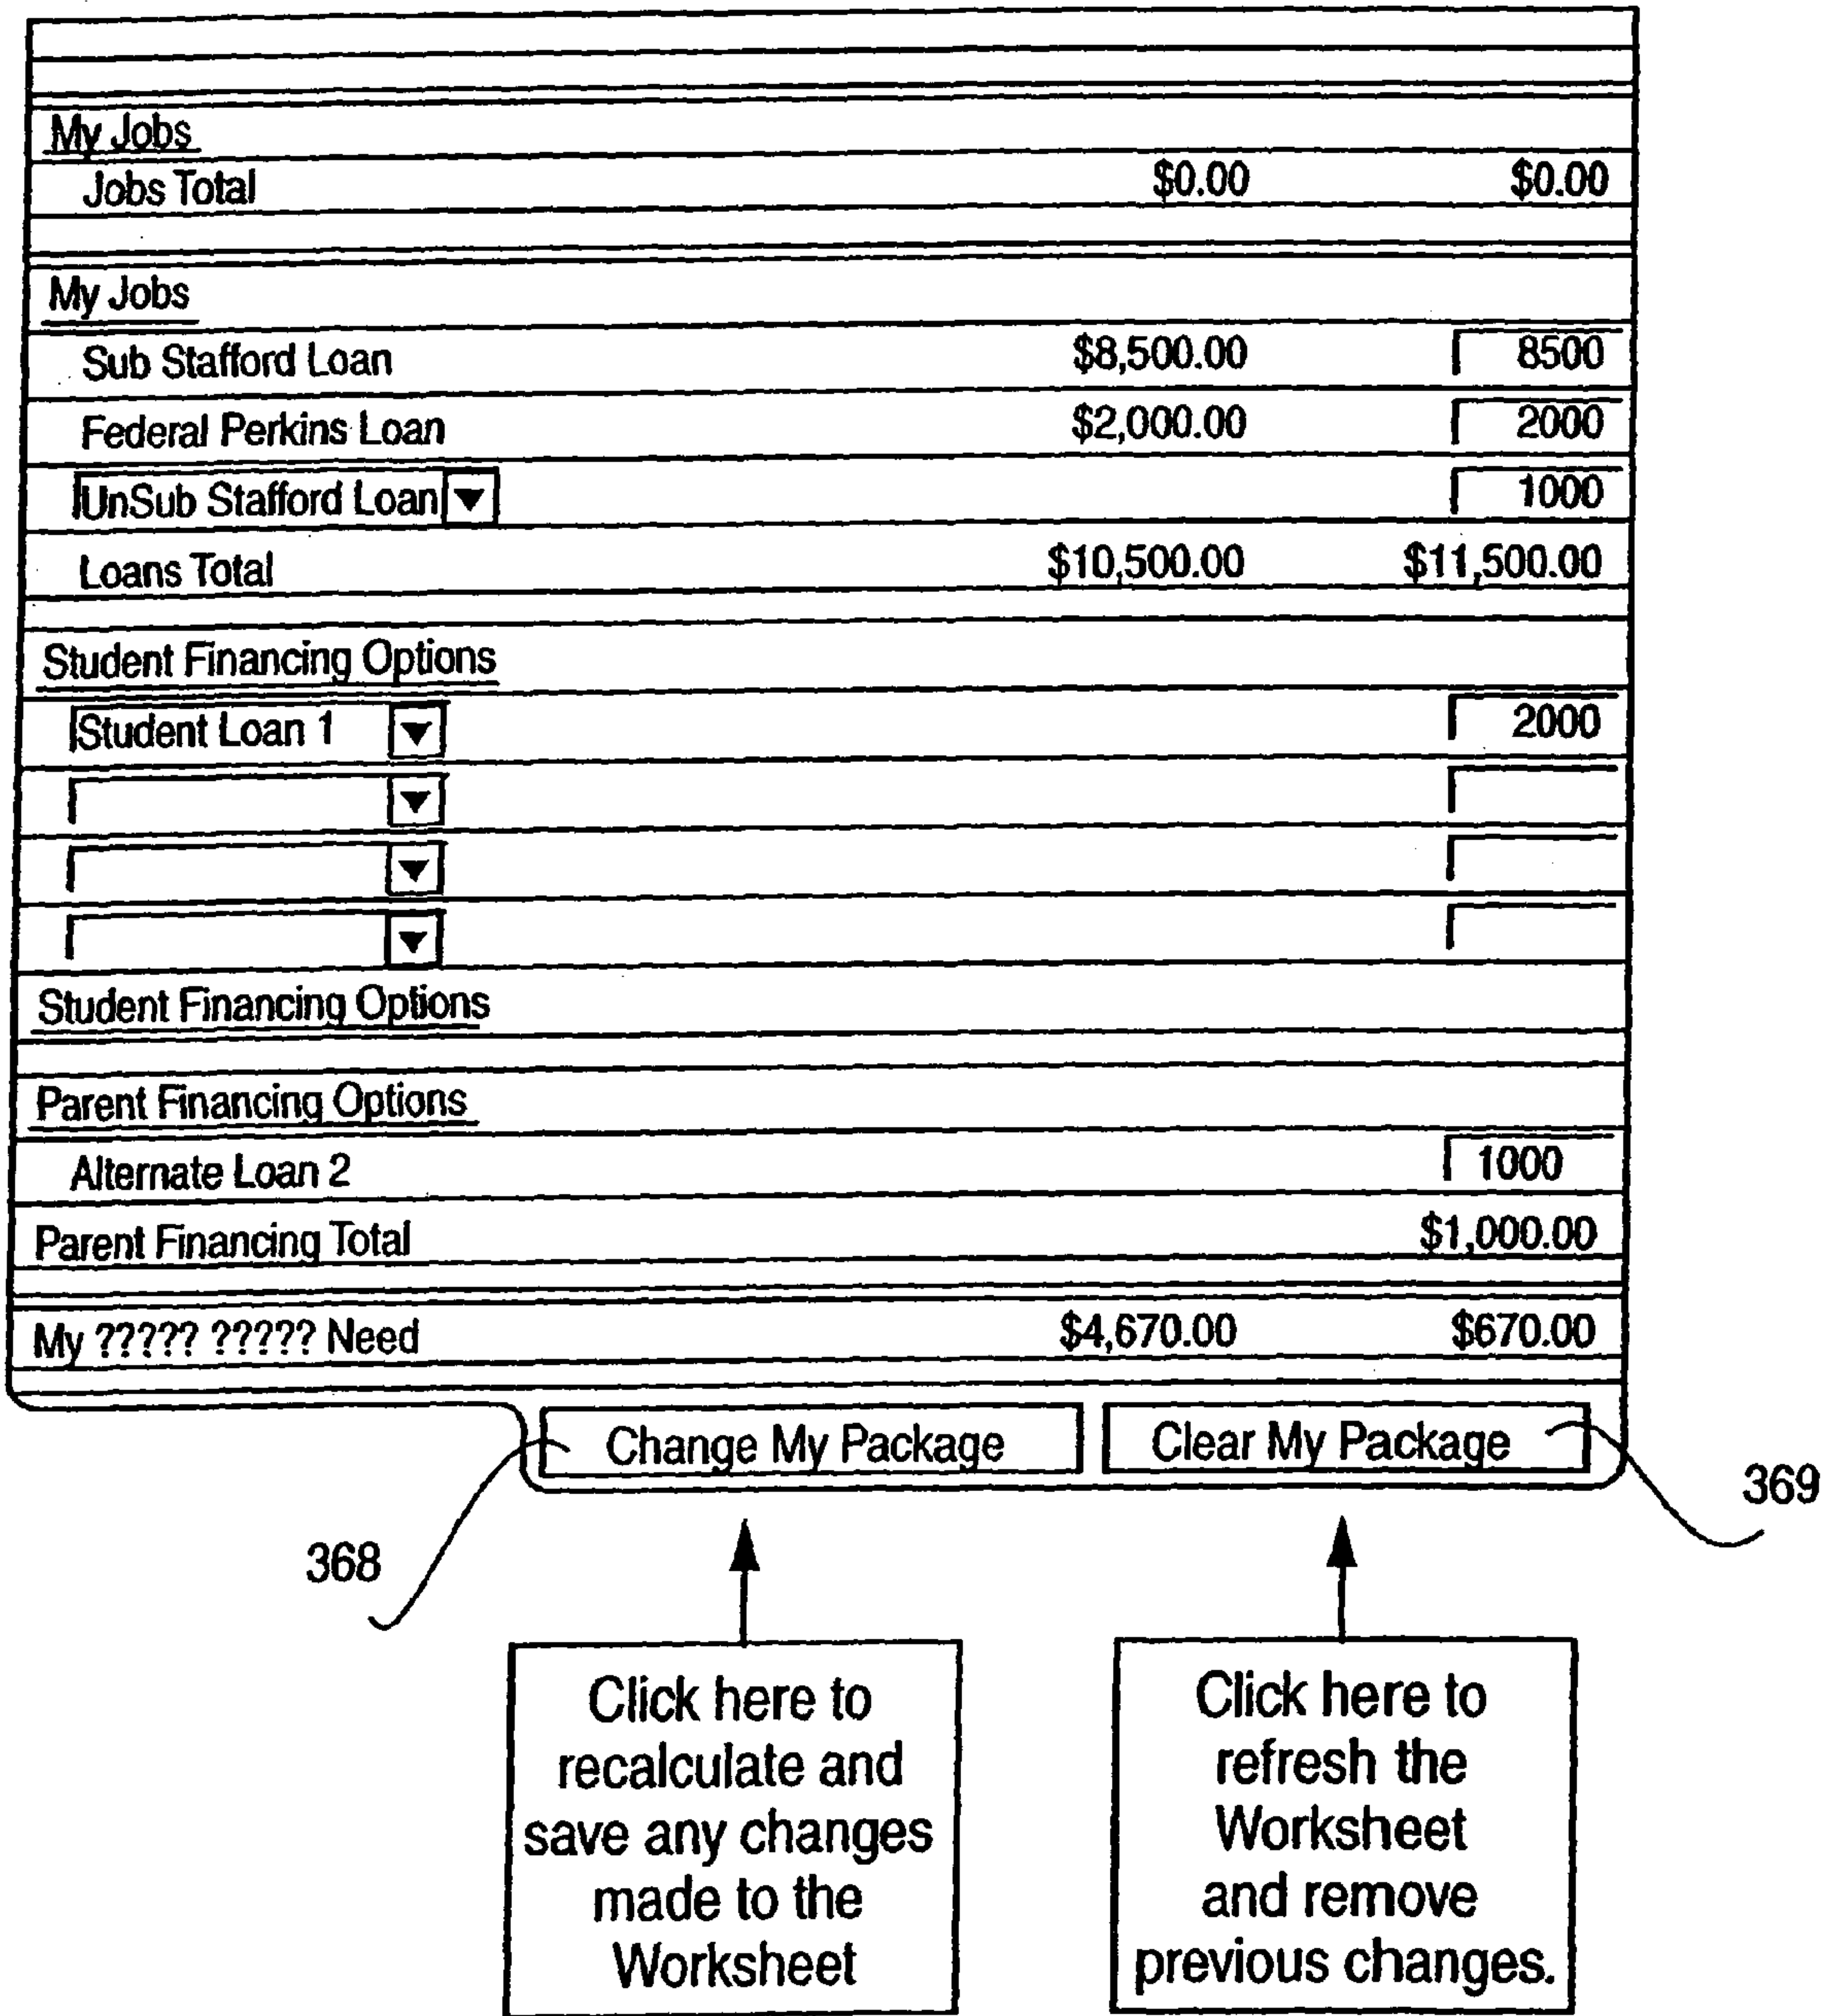 My Jobs
Jobs Total $0.00 $0.00
My Jobs
Sub Stafford Loan $8,500.00 8500
Federal Perkins Loan $2,000.00 2000
UnSub Stafford Loan 1000
Loans Total $10,500.00 $11,500.00
Student Financing Options
Student Loan 1 2000
Student Financing Options
Parent Financing Options
Alternate Loan 2 1000
Parent Financing Total $1,000.00
My ????? ????? Need $4,670.00 $670.00
Change My Package Clear My Package
369
368
Click here to
recalculate and
save any changes
made to the
Worksheet
Click here to
refresh the
Worksheet
and remove
previous changes.